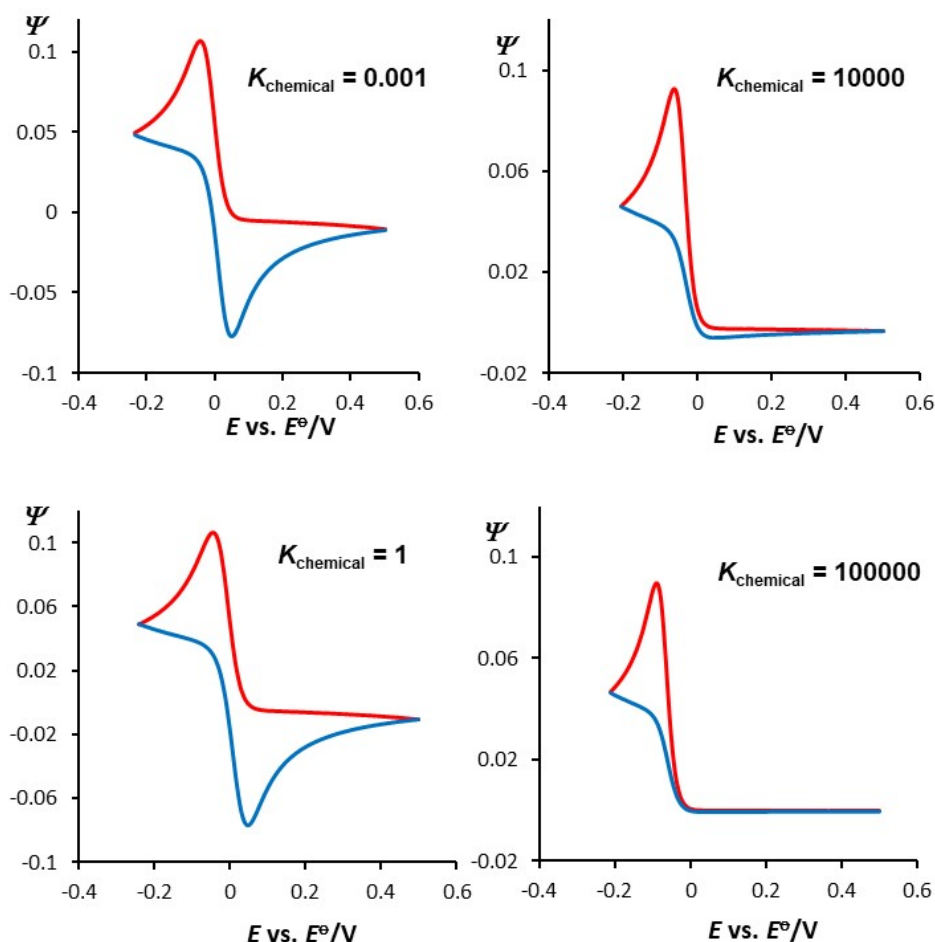 Ψ
K chemical = 0.001
0.1
0.05
0
-0.05
-0.1
-0.4 -0.2 0 0.2 0.4 0.6
E vs. E⊖/V
Ψ
K chemical = 10000
0.1
0.06
0.02
-0.02
-0.4 -0.2 0 0.2 0.4 0.6
E vs. E⊖/V
Ψ
K chemical = 1
0.1
0.06
0.02
-0.02
-0.06
-0.1
-0.4 -0.2 0 0.2 0.4 0.6
E vs. E⊖/V
Ψ
K chemical = 100000
0.1
0.06
0.02
-0.02
-0.4 -0.2 0 0.2 0.4 0.6
E vs. E⊖/V